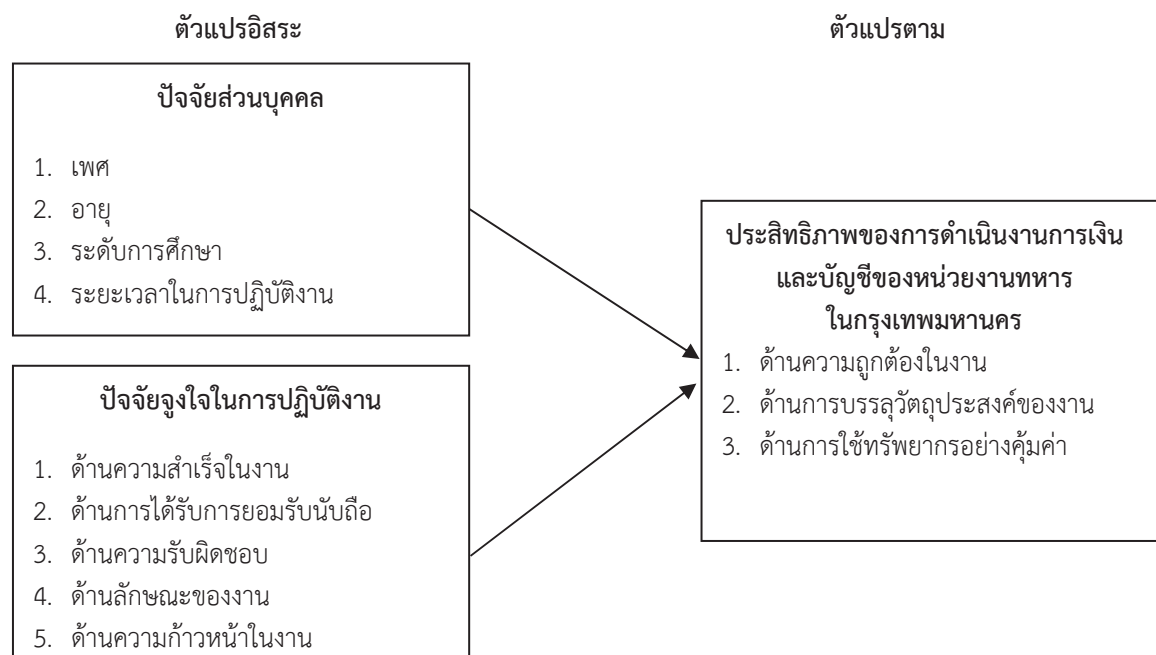 ตัวแปรอิสระ
ตัวแปรตาม
ปัจจัยส่วนบุคคล
1. เพศ
2. อายุ
3. ระดับการศึกษา
4. ระยะเวลาในการปฏิบัติงาน
ปัจจัยจูงใจในการปฏิบัติงาน
1. ด้านความสำเร็จในงาน
2. ด้านการได้รับการยอมรับนับถือ
3. ด้านความรับผิดชอบ
4. ด้านลักษณะของงาน
5. ด้านความก้าวหน้าในงาน
ประสิทธิภาพของการดำเนินงานการเงิน
และบัญชีของหน่วยงานทหาร
ในกรุงเทพมหานคร
1. ด้านความถูกต้องในงาน
2. ด้านการบรรลุวัตถุประสงค์ของงาน
3. ด้านการใช้ทรัพยากรอย่างคุ้มค่า